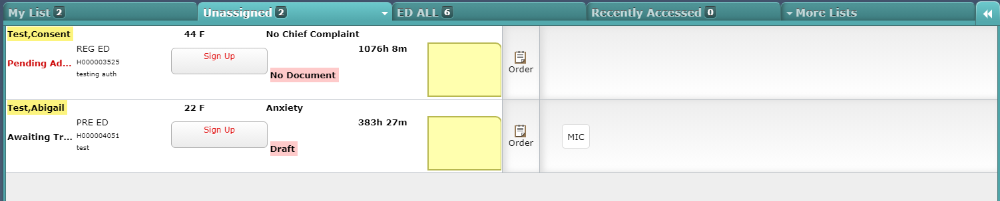 My List 2 Unassigned 2 ED ALL 6 Recently Accessed 0 More Lists
Test,Consent 44 F No Chief Complaint
REG ED 1076h 8m
Sign Up
Pending Ad... H000003525
Order
testing auth No Document
Test,Abigail 22 F Anxiety
PRE ED 383h 27m
Sign Up
Awaiting Tr... H000004051 MIC
Order
test Draft